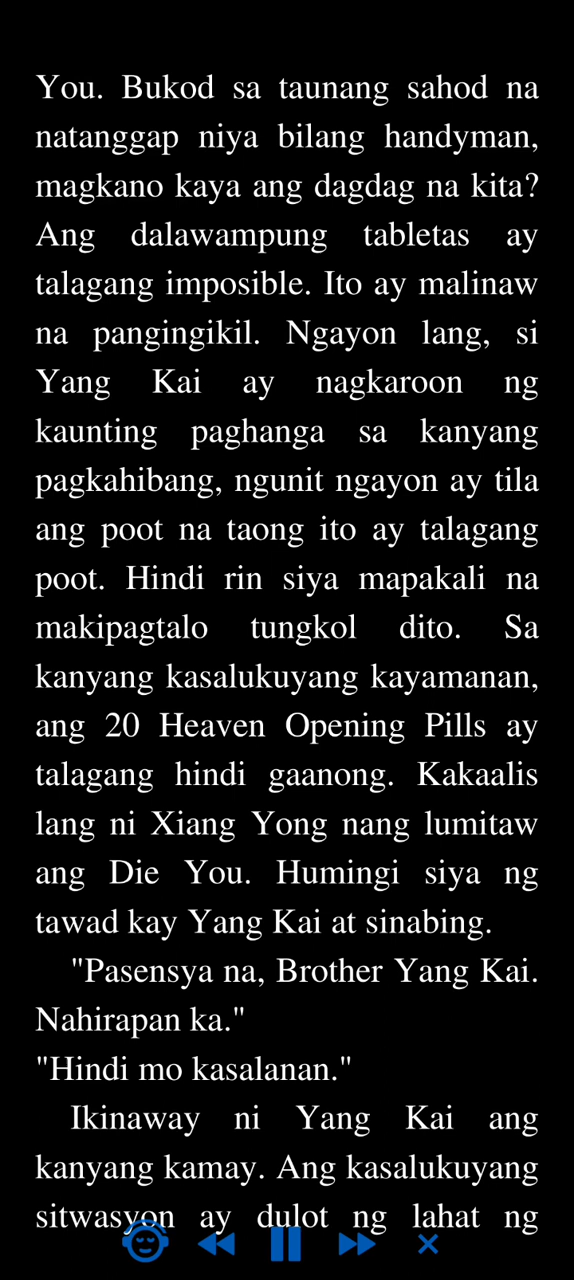 You. Bukod sa taunang sahod na
natanggap niya bilang handyman,
magkano kaya ang dagdag na kita?
Ang dalawampung tabletas ay
talagang imposible. Ito ay malinaw
na pangingikil. Ngayon lang, si
Yang Kai ay nagkaroon ng
kaunting paghanga sa kanyang
pagkahibang, ngunit ngayon ay tila
ang poot na taong ito ay talagang
poot. Hindi rin siya mapakali na
makipagtalo tungkol dito. Sa
kanyang kasalukuyang kayamanan,
ang 20 Heaven Opening Pills ay
talagang hindi gaanong. Kakaalis
lang ni Xiang Yong nang lumitaw
ang Die You. Humingi siya ng
tawad kay Yang Kai at sinabing.
"Pasensya na, Brother Yang Kai.
Nahirapan ka."
"Hindi mo kasalanan."
Ikinaway ni Yang Kai ang
kanyang kamay. Ang kasalukuyang
sitwasyon ay dulot ng lahat ng